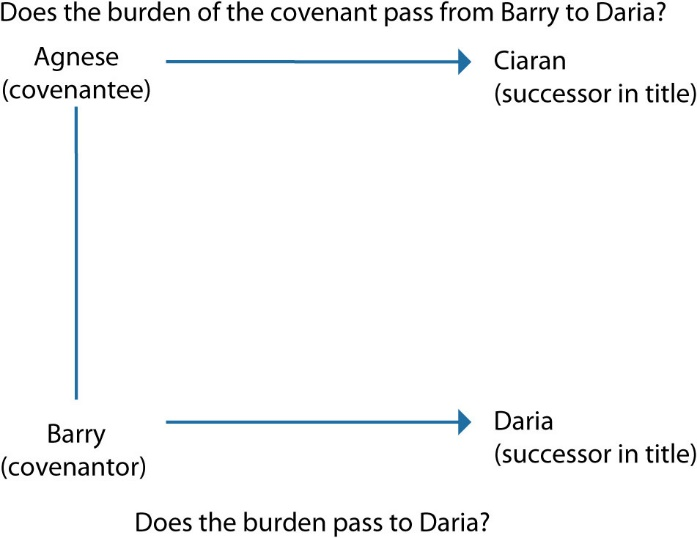 Does the burden of the covenant pass from Barry to Daria?
Agnese
(covenantee)
Ciaran
(successor in title)
Barry
(covenantor)
Daria
(successor in title)
Does the burden pass to Daria?